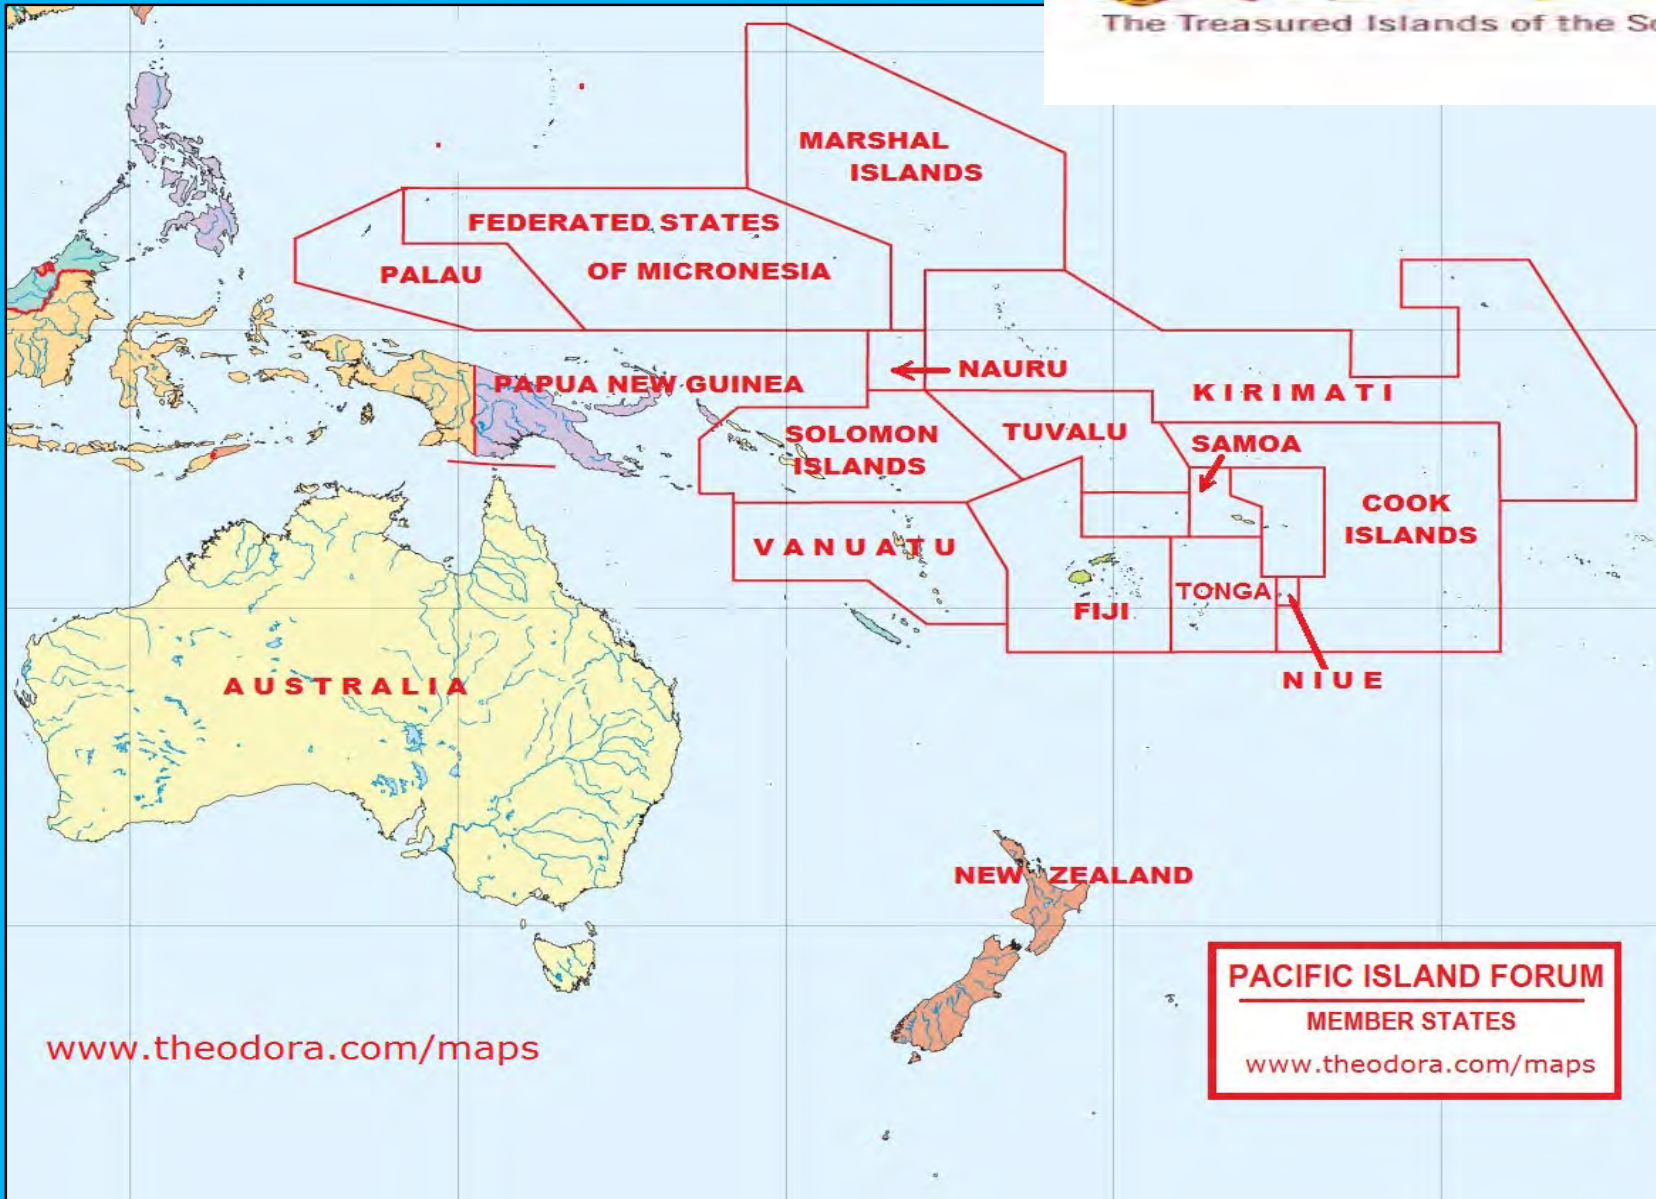 The Treasured Islands of the
MARSHAL
ISLANDS
FEDERATED STATES
OF MICRONESIA
PALAU
NAURU
PAPUA NEW GUINEA
KIRIMATI
SOLOMON
ISLANDS
TUVALU
SAMOA
COOK
ISLANDS
VANUATU
TONGA
FIJI
NIUE
AUSTRALIA
NEW ZEALAND
PACIFIC ISLAND FORUM
MEMBER STATES
www.theodora.com/maps
www.theodora.com/maps